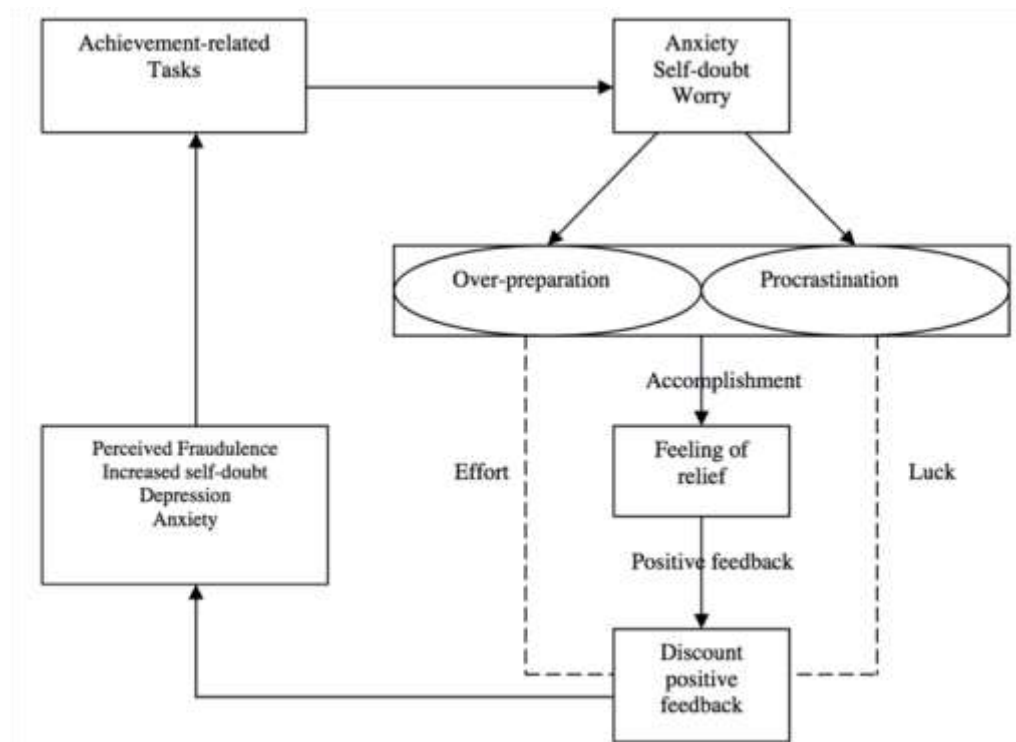 Achievement-related
Tasks
Anxiety
Self-doubt
Worry
Over-preparation
Procrastination
Accomplishment
Perceived Fraudulence
Increased self-doubt
Depression
Anxiety
Effort
Feeling of
relief
Luck
Positive feedback
Discount
positive
feedback